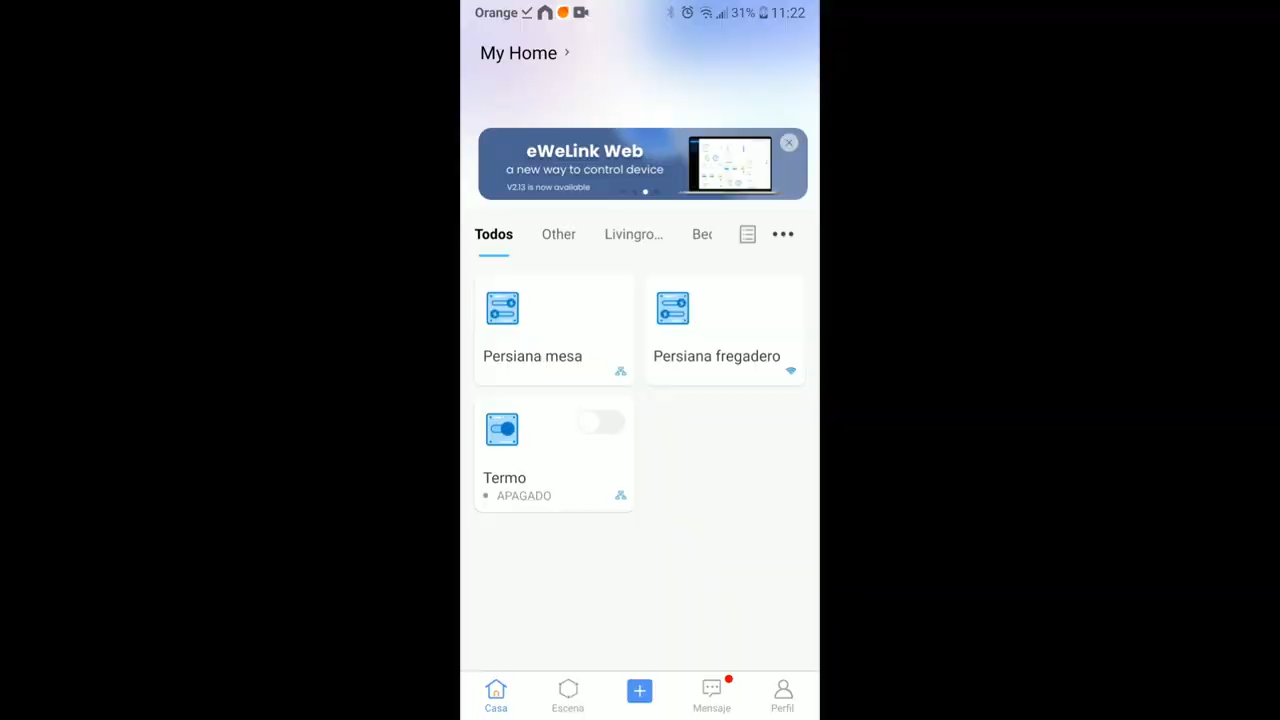 Orange 31% 11:22
My Home
eWeLink Web
a new way to control device
V2.13 is now available
Todos Other Livingro... Bec
Persiana mesa Persiana fregadero
Termo
APAGADO
Casa Escena Mensaje Perfil